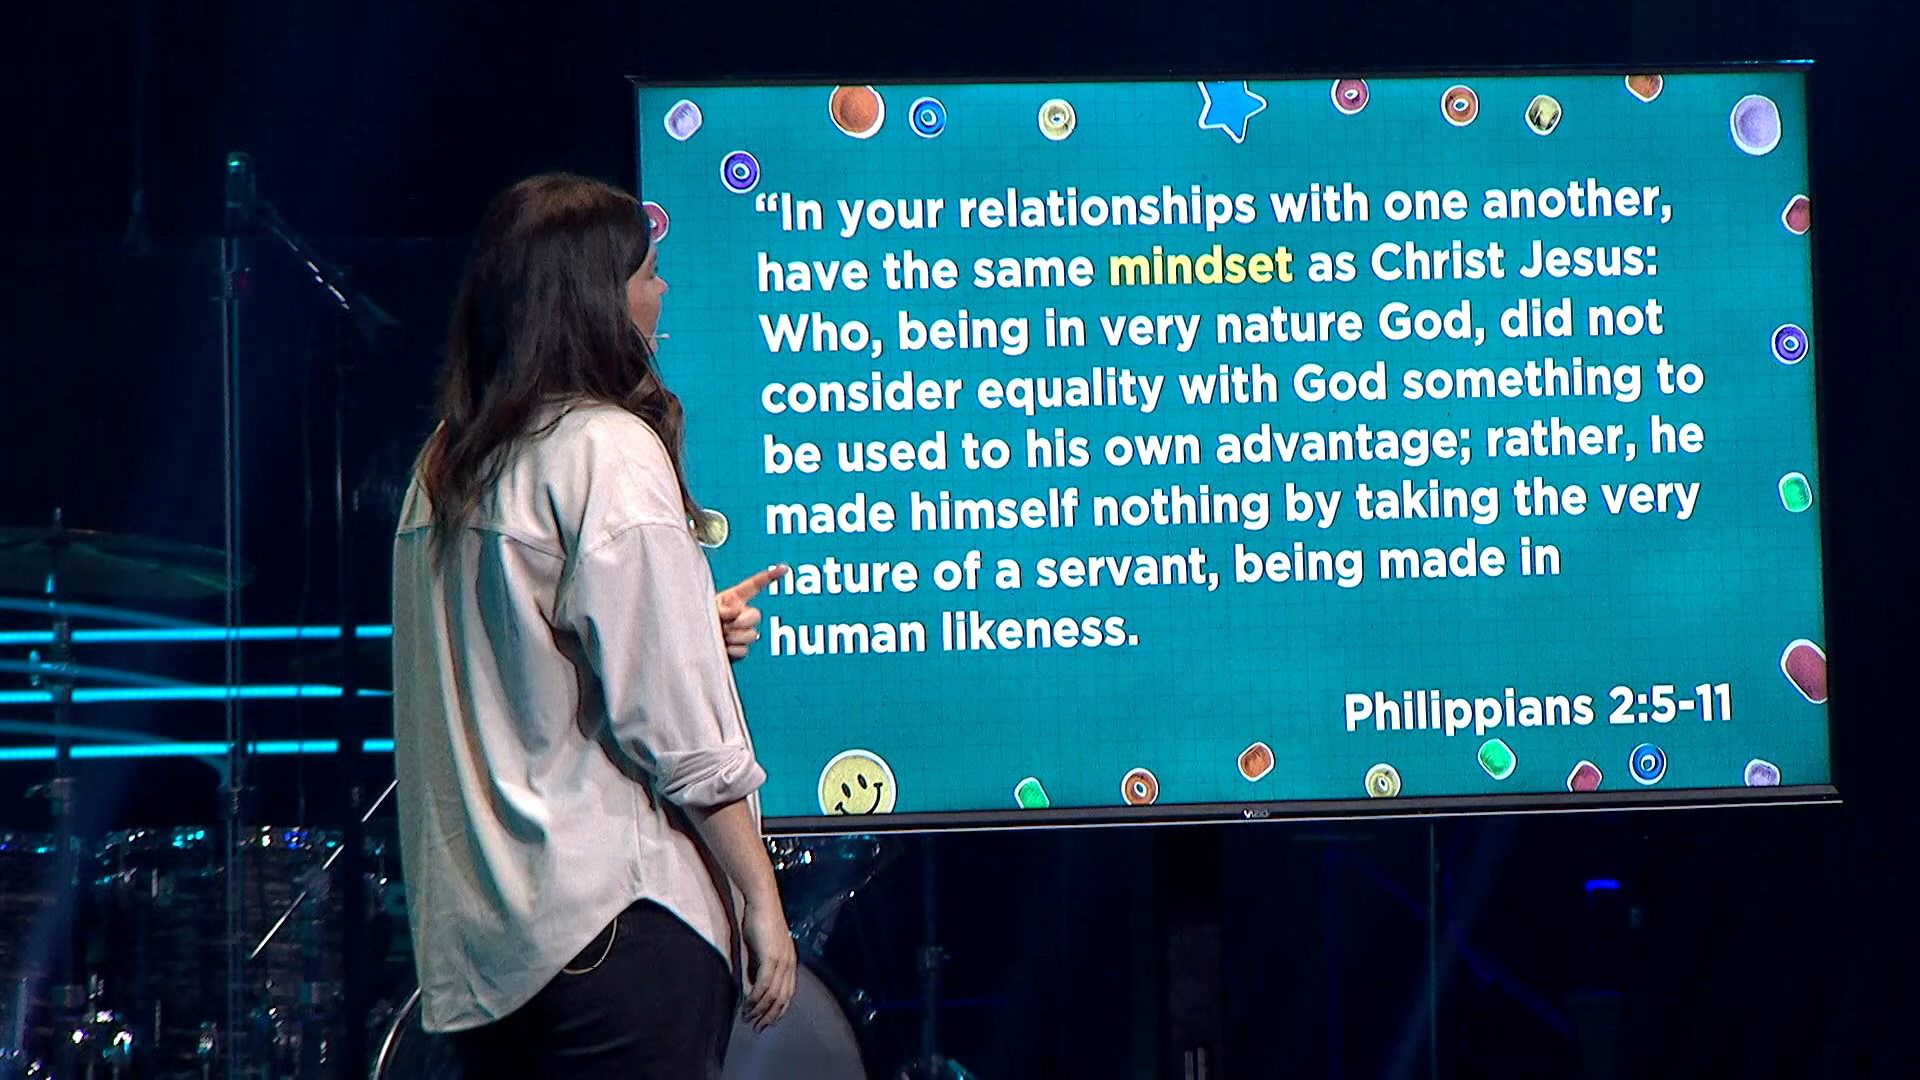 “In your relationships with one another,
have the same mindset as Christ Jesus:
Who, being in very nature God, did not
consider equality with God something to
be used to his own advantage; rather, he
made himself nothing by taking the very
nature of a servant, being made in
human likeness.
Philippians 2:5-11
VIZIO